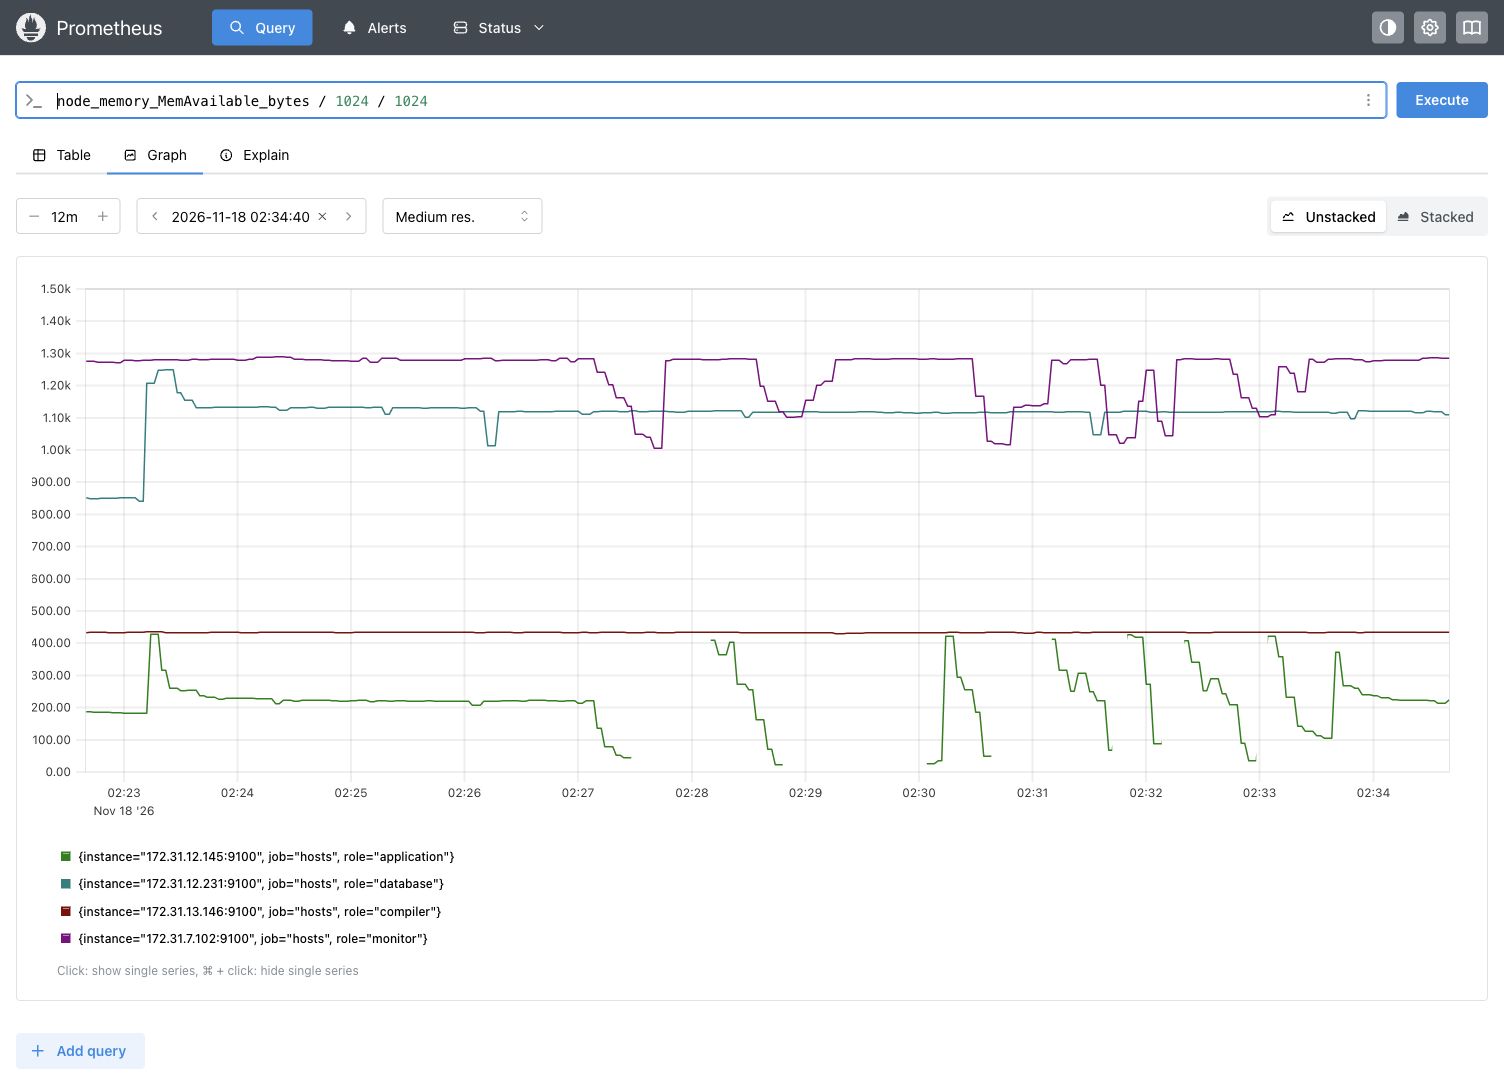 Prometheus Query Alerts Status
>_ node_memory_MemAvailable_bytes / 1024 / 1024 Execute
Table Graph Explain
12m 2026-11-18 02:34:40 Medium res. Unstacked Stacked
1.50k
1.40k
1.30k
1.20k
1.10k
1.00k
900.00
800.00
700.00
600.00
500.00
400.00
300.00
200.00
100.00
0.00
02:23 02:24 02:25 02:26 02:27 02:28 02:29 02:30 02:31 02:32 02:33 02:34
Nov 18 '26
{instance="172.31.12.145:9100", job="hosts", role="application"}
{instance="172.31.12.231:9100", job="hosts", role="database"}
{instance="172.31.13.146:9100", job="hosts", role="compiler"}
{instance="172.31.7.102:9100", job="hosts", role="monitor"}
Click: show single series, ⌘ + click: hide single series
Add query